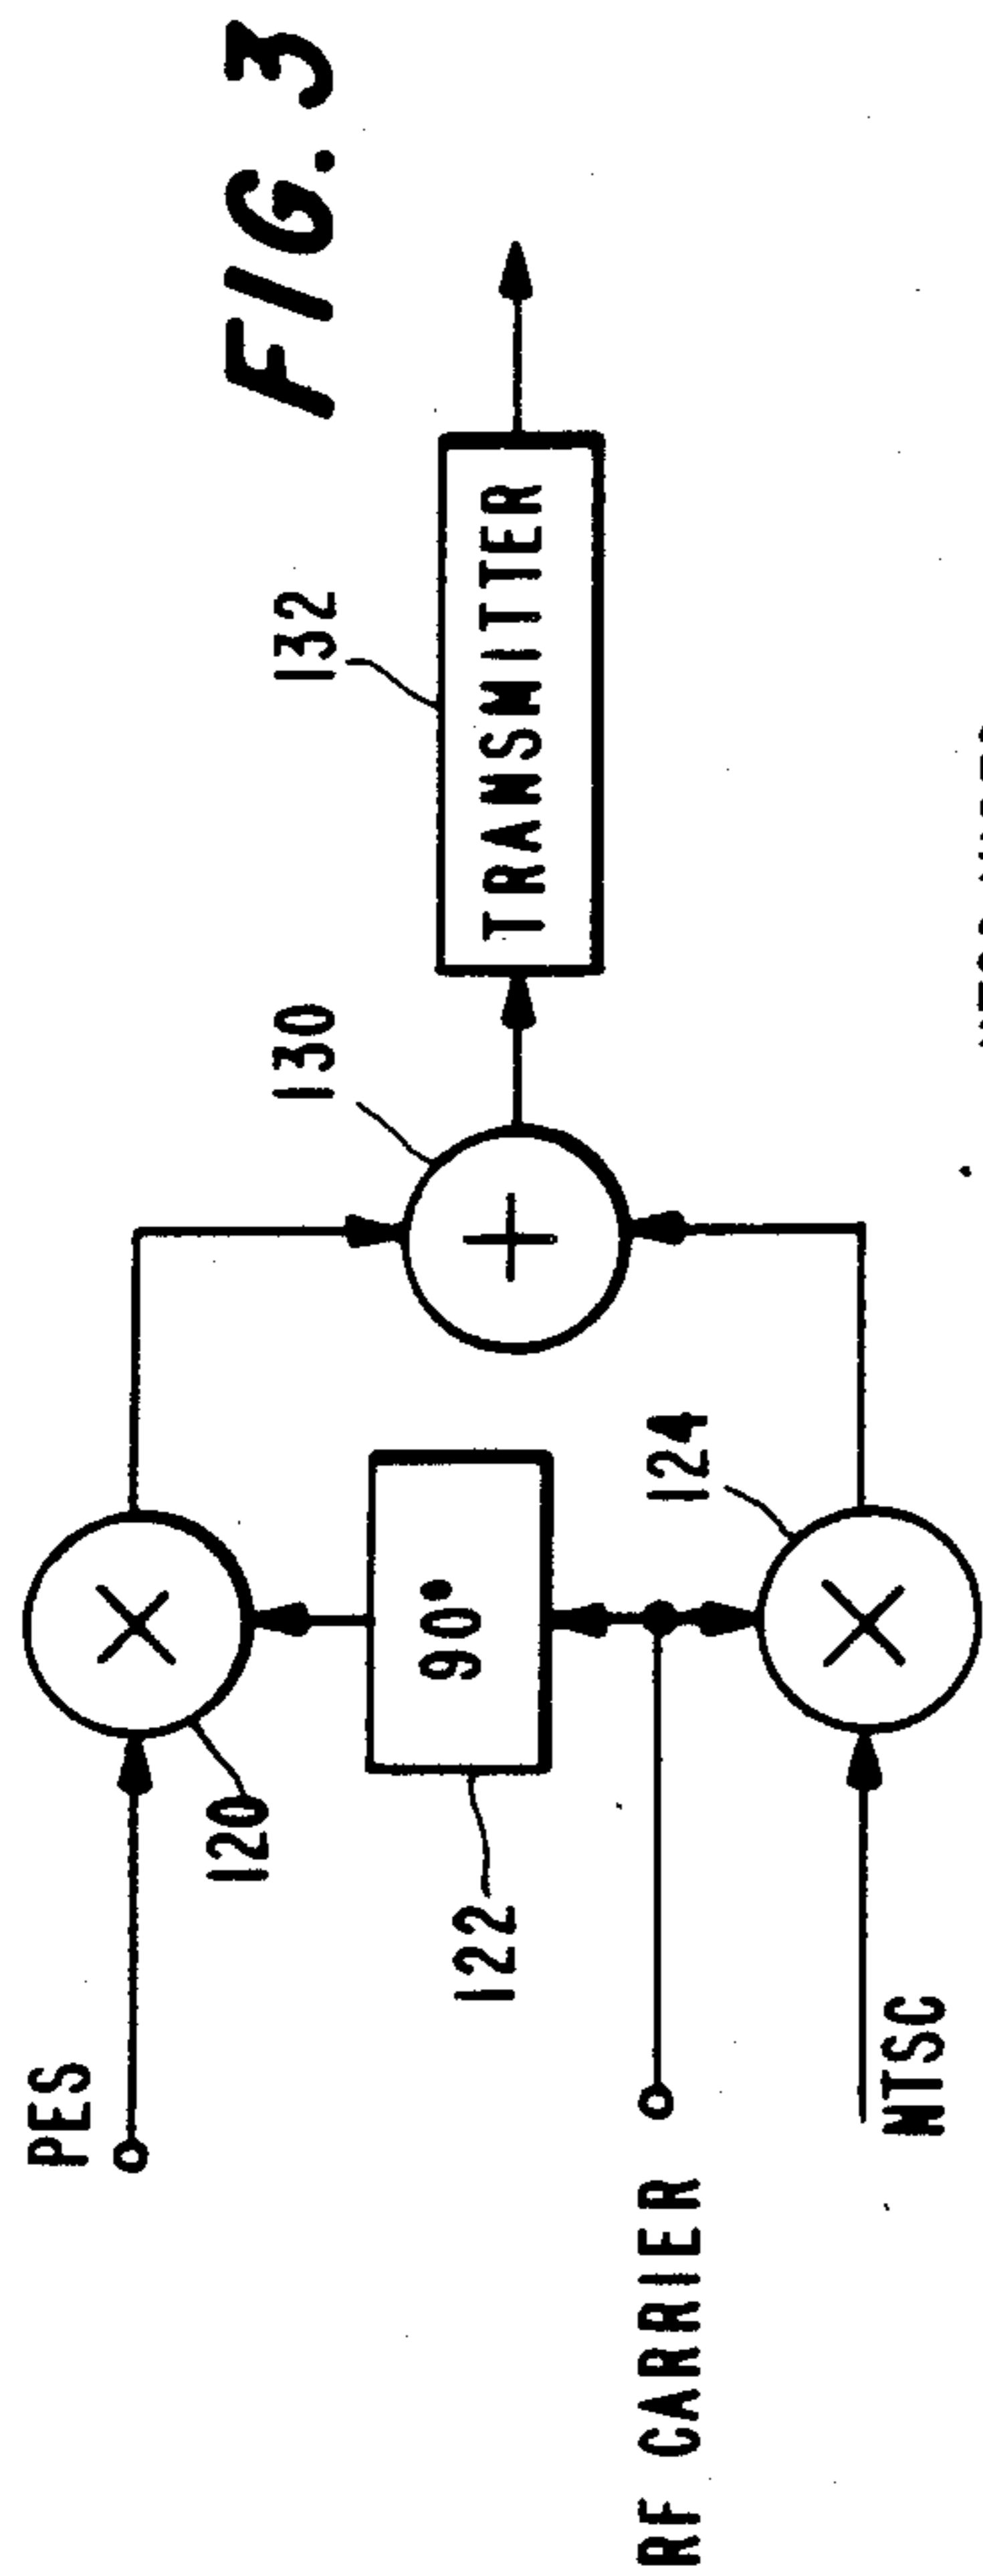 FIG. 3
PES
120
122
90°
RF CARRIER
124
NTSC
130
132
TRANSMITTER